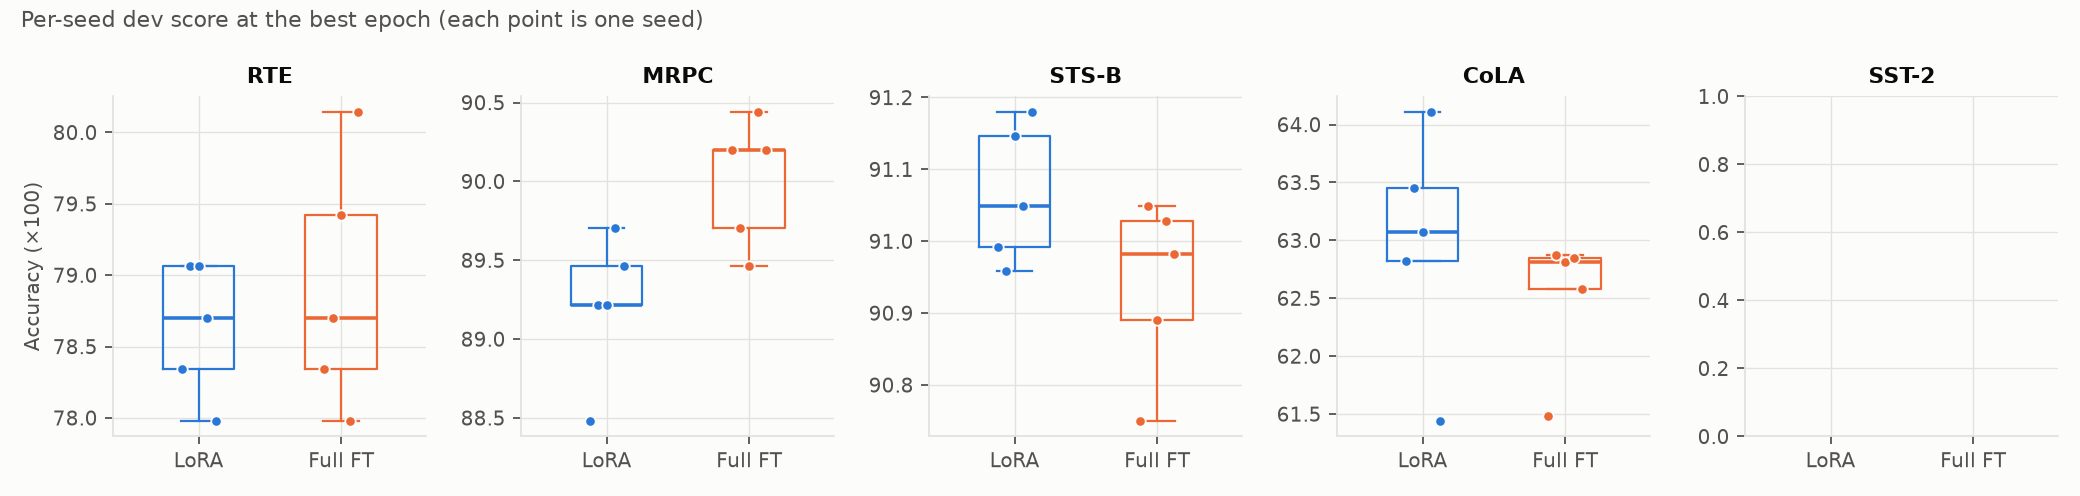 Per-seed dev score at the best epoch (each point is one seed)
RTE
MRPC
STS-B
CoLA
SST-2
Accuracy (×100)
80.0
79.5
79.0
78.5
78.0
LoRA
Full FT
90.5
90.0
89.5
89.0
88.5
LoRA
Full FT
91.2
91.1
91.0
90.9
90.8
LoRA
Full FT
64.0
63.5
63.0
62.5
62.0
61.5
LoRA
Full FT
1.0
0.8
0.6
0.4
0.2
0.0
LoRA
Full FT